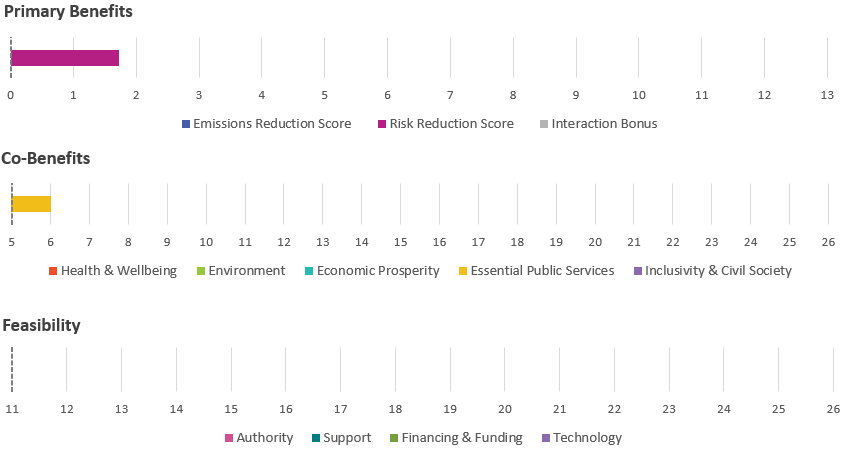 Primary Benefits
0 1 2 3 4 5 6 7 8 9 10 11 12 13
Emissions Reduction Score Risk Reduction Score Interaction Bonus
Co-Benefits
5 6 7 8 9 10 11 12 13 14 15 16 17 18 19 20 21 22 23 24 25 26
Health & Wellbeing Environment Economic Prosperity Essential Public Services Inclusivity & Civil Society
Feasibility
11 12 13 14 15 16 17 18 19 20 21 22 23 24 25 26
Authority Support Financing & Funding Technology